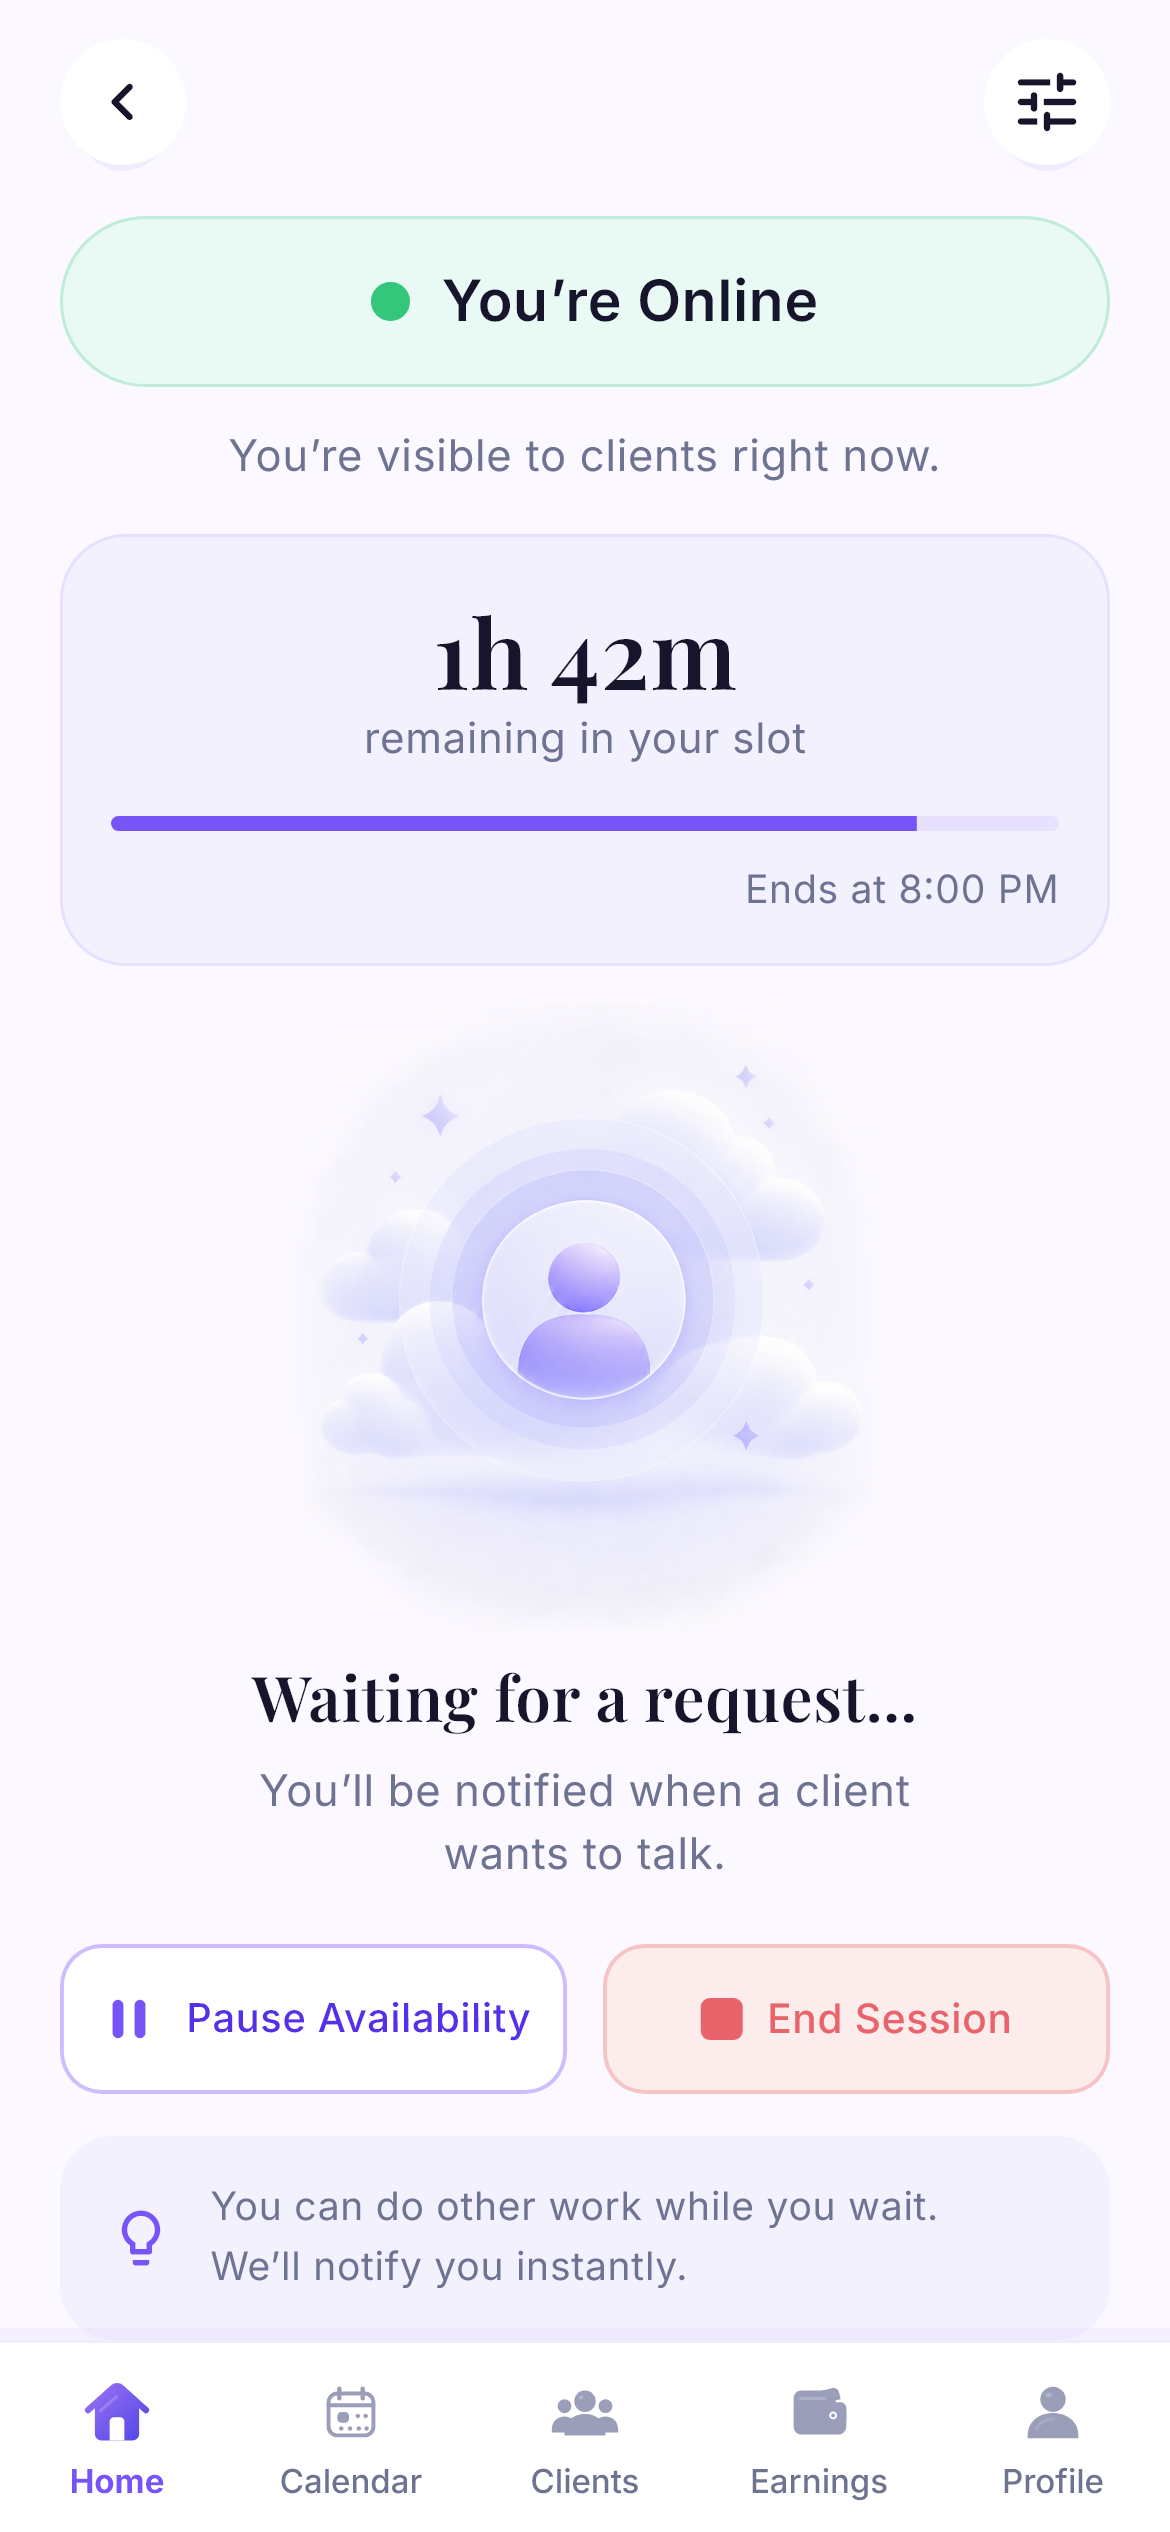 You’re Online
You’re visible to clients right now.
1h 42m
remaining in your slot
Ends at 8:00 PM
Waiting for a request...
You’ll be notified when a client
wants to talk.
Pause Availability
End Session
You can do other work while you wait.
We’ll notify you instantly.
Home
Calendar
Clients
Earnings
Profile